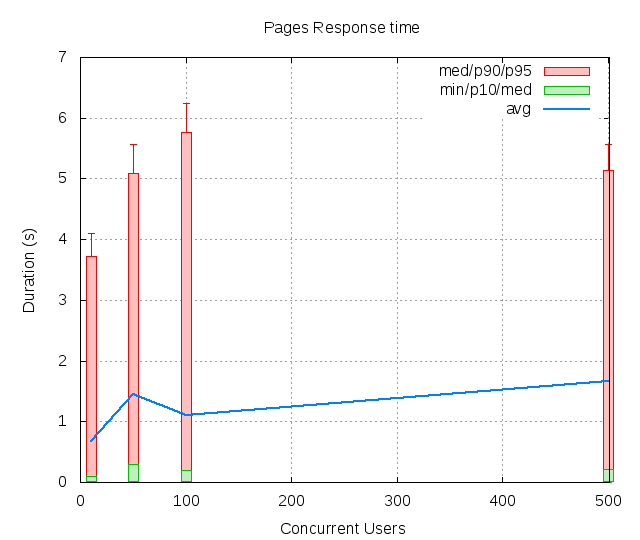 Pages Response time
7
6
5
4
3
2
1
0
Duration (s)
med/p90/p95
min/p10/med
avg
0 100 200 300 400 500
Concurrent Users